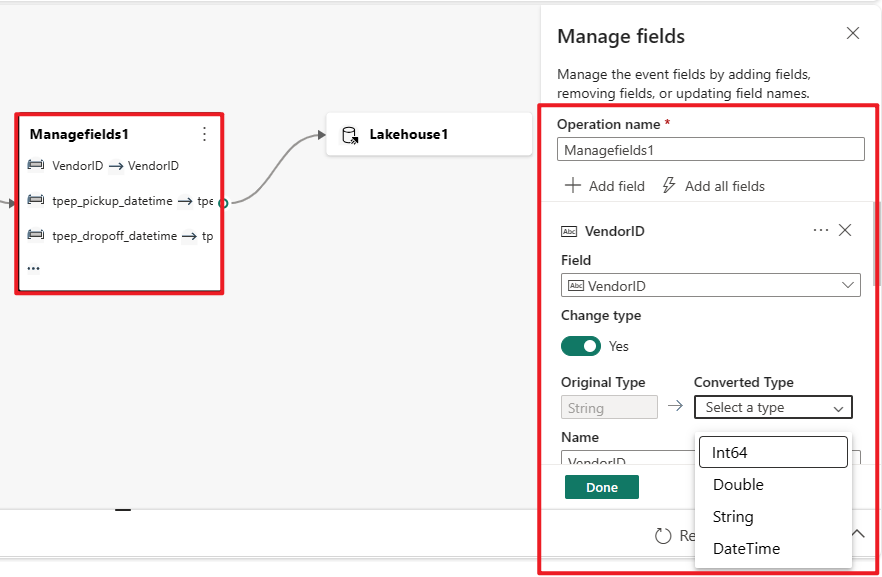 Managefields1
VendorID → VendorID
tpep_pickup_datetime → tpe
tpep_dropoff_datetime → tp
...
Lakehouse1
Manage fields
Manage the event fields by adding fields,
removing fields, or updating field names.
Operation name *
Managefields1
Add field Add all fields
Abc VendorID
Field
Abc VendorID
Change type
Yes
Original Type Converted Type
String → Select a type
Name
VendorID
Int64
Double
String
DateTime
Done
Re